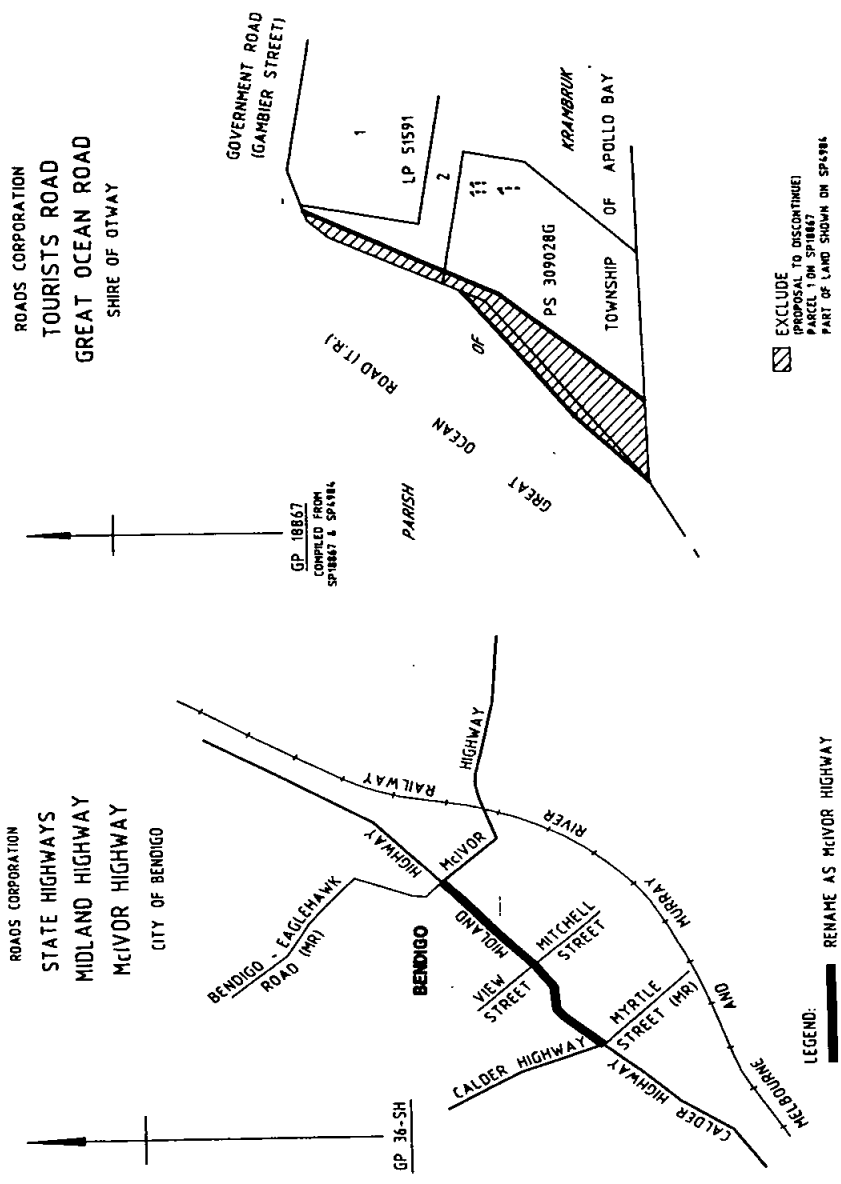 ROADS CORPORATION
STATE HIGHWAYS
MIDLAND HIGHWAY
McIVOR HIGHWAY
CITY OF BENDIGO
GP 36-SH
BENDIGO - EAGLEHAWK
ROAD (MR)
BENDIGO
HIGHWAY
McIVOR
HIGHWAY
RAILWAY
MIDLAND
VIEW
STREET
MITCHELL
STREET
RIVER
MURRAY
AND
MELBOURNE
CALDER HIGHWAY
MYRTLE
STREET (MR)
CALDER HIGHWAY
LEGEND:
RENAME AS McIVOR HIGHWAY
ROADS CORPORATION
TOURISTS ROAD
GREAT OCEAN ROAD
SHIRE OF OTWAY
GP 18867
COMPILED FROM
SP18867 & SP4984
GOVERNMENT ROAD
(GAMBIER STREET)
1
LP 51591
2
ROAD (T.R.)
OCEAN
GREAT
PARISH
OF
KRAMBRUK
PS 309028G
TOWNSHIP
OF APOLLO BAY
EXCLUDE
(PROPOSAL TO DISCONTINUE)
PARCEL 1 ON SP18867
PART OF LAND SHOWN ON SP4984